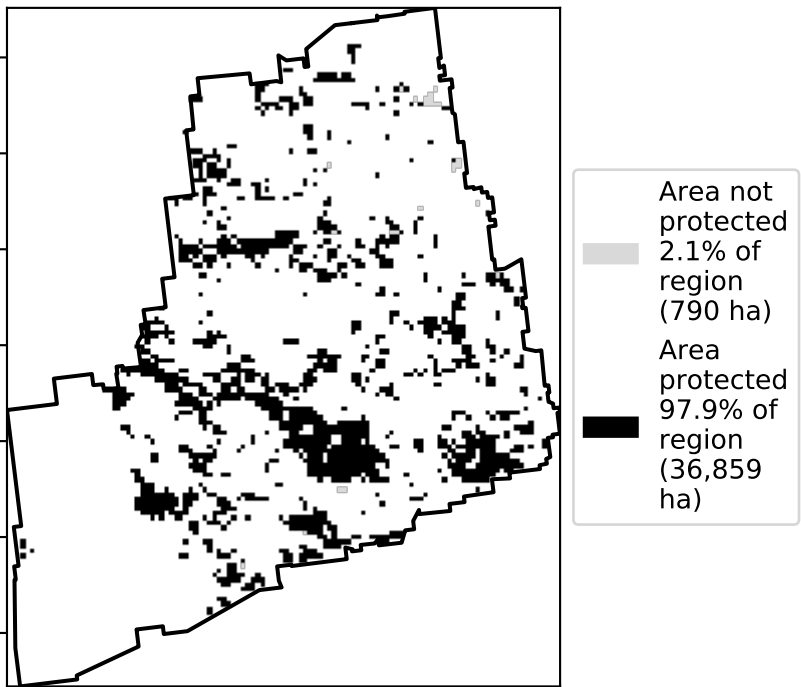 Area not
protected
2.1% of
region
(790 ha)
Area
protected
97.9% of
region
(36,859
ha)